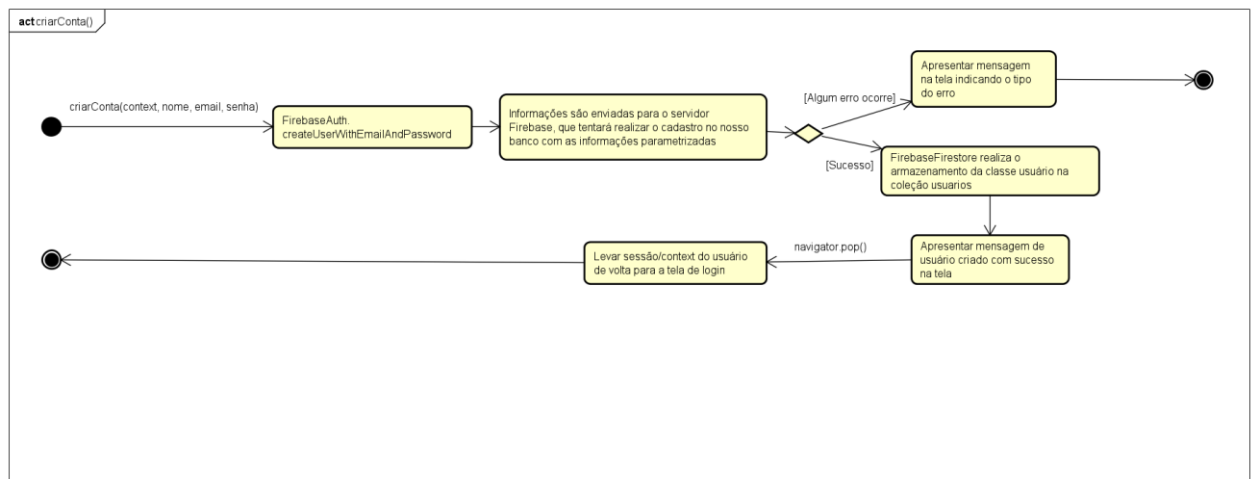 act criarConta()
criarConta(context, nome, email, senha)
FirebaseAuth.
createUserWithEmailAndPassword
Informações são enviadas para o servidor
Firebase, que tentará realizar o cadastro no nosso
banco com as informações parametrizadas
[Algum erro ocorre]
Apresentar mensagem
na tela indicando o tipo
do erro
[Sucesso]
FirebaseFirestore realiza o
armazenamento da classe usuário na
coleção usuarios
Apresentar mensagem de
usuário criado com sucesso
na tela
navigator.pop()
Levar sessão/context do usuário
de volta para a tela de login